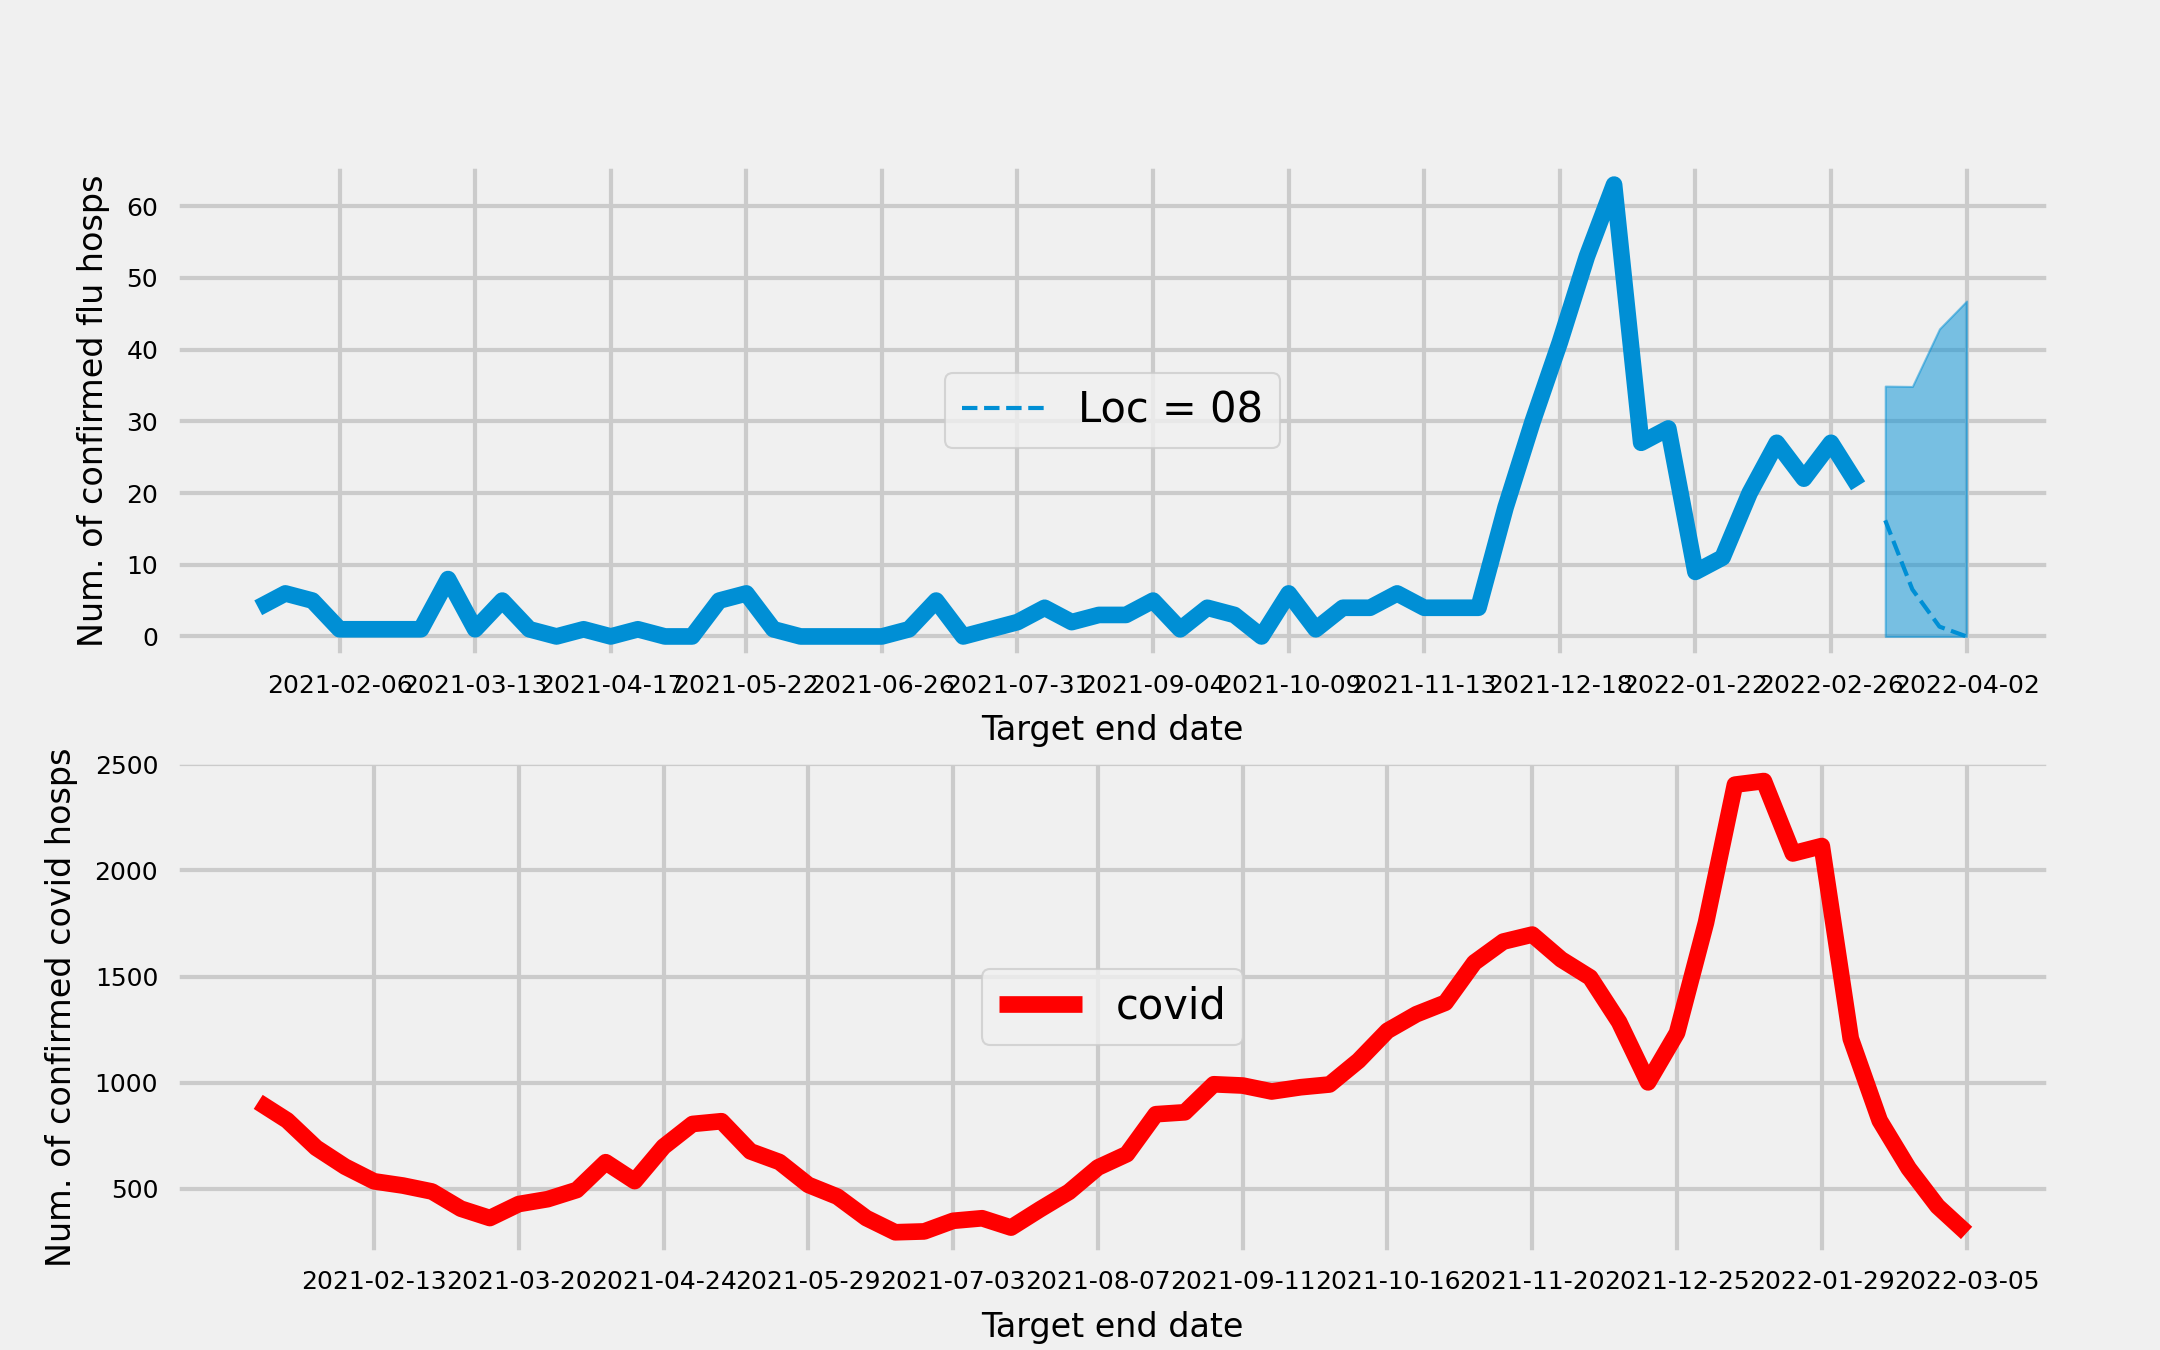 Num. of confirmed flu hosps
60
50
40
30
20
10
0
Loc = 08
2021-02-06 2021-03-13 2021-04-17 2021-05-22 2021-06-26 2021-07-31 2021-09-04 2021-10-09 2021-11-13 2021-12-18 2022-01-22 2022-02-26 2022-04-02
Target end date
Num. of confirmed covid hosps
2500
2000
1500
1000
500
covid
2021-02-13 2021-03-20 2021-04-24 2021-05-29 2021-07-03 2021-08-07 2021-09-11 2021-10-16 2021-11-20 2021-12-25 2022-01-29 2022-03-05
Target end date